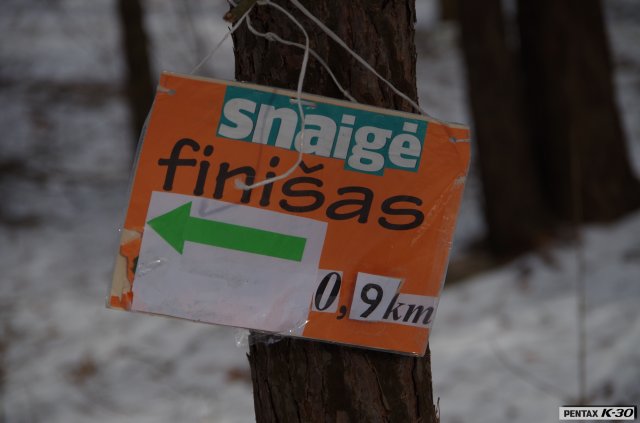 snaigė
finišas
0,9km
PENTAX K-30